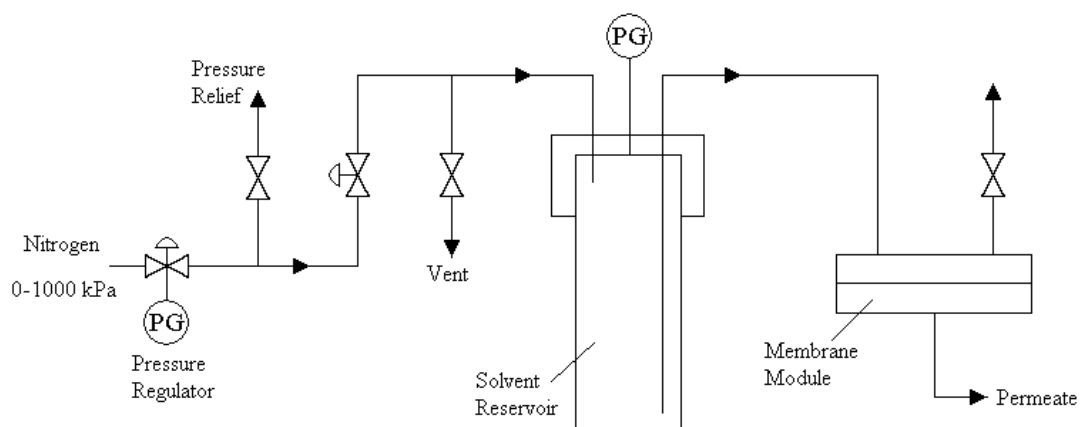 PG
Pressure
Relief
Nitrogen
0-1000 kPa
PG
Pressure
Regulator
Vent
Solvent
Reservoir
Membrane
Module
Permeate